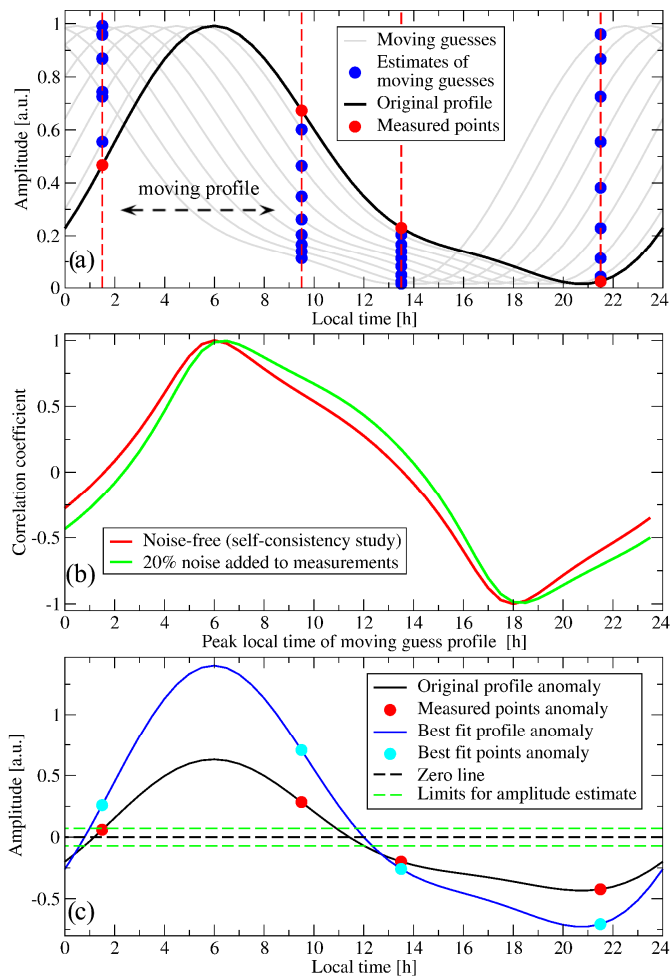 1
0.8
0.6
0.4
0.2
0
Amplitude [a.u.]
Moving guesses
Estimates of
moving guesses
Original profile
Measured points
moving profile
(a)
0 2 4 6 8 10 12 14 16 18 20 22 24
Local time [h]
1
0.5
0
-0.5
-1
Correlation coefficient
Noise-free (self-consistency study)
20% noise added to measurements
(b)
0 2 4 6 8 10 12 14 16 18 20 22 24
Peak local time of moving guess profile [h]
1
0.5
0
-0.5
Amplitude [a.u.]
Original profile anomaly
Measured points anomaly
Best fit profile anomaly
Best fit points anomaly
Zero line
Limits for amplitude estimate
(c)
0 2 4 6 8 10 12 14 16 18 20 22 24
Local time [h]